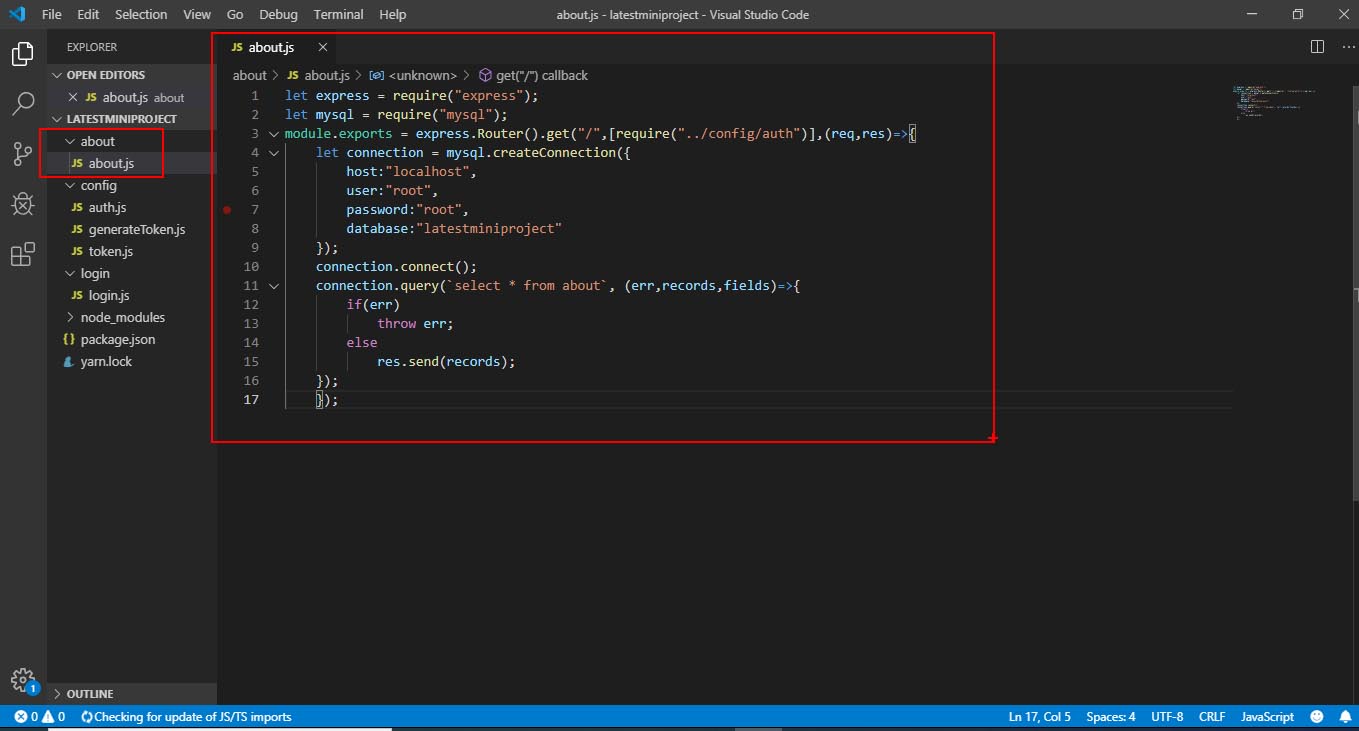 File Edit Selection View Go Debug Terminal Help
about.js - latestminiproject - Visual Studio Code
EXPLORER
OPEN EDITORS
JS about.js about
LATESTMINIPROJECT
about
JS about.js
config
JS auth.js
JS generateToken.js
JS token.js
login
JS login.js
node_modules
{} package.json
yarn.lock
OUTLINE
1
JS about.js
about > JS about.js > <unknown> > get("/") callback
1 let express = require("express");
2 let mysql = require("mysql");
3 module.exports = express.Router().get("/",[require("../config/auth")],(req,res)=>{
4     let connection = mysql.createConnection({
5         host:"localhost",
6         user:"root",
7         password:"root",
8         database:"latestminiproject"
9     });
10     connection.connect();
11     connection.query(`select * from about`, (err,records,fields)=>{
12         if(err)
13             throw err;
14         else
15             res.send(records);
16     });
17     });
0 0 Checking for update of JS/TS imports
Ln 17, Col 5 Spaces: 4 UTF-8 CRLF JavaScript